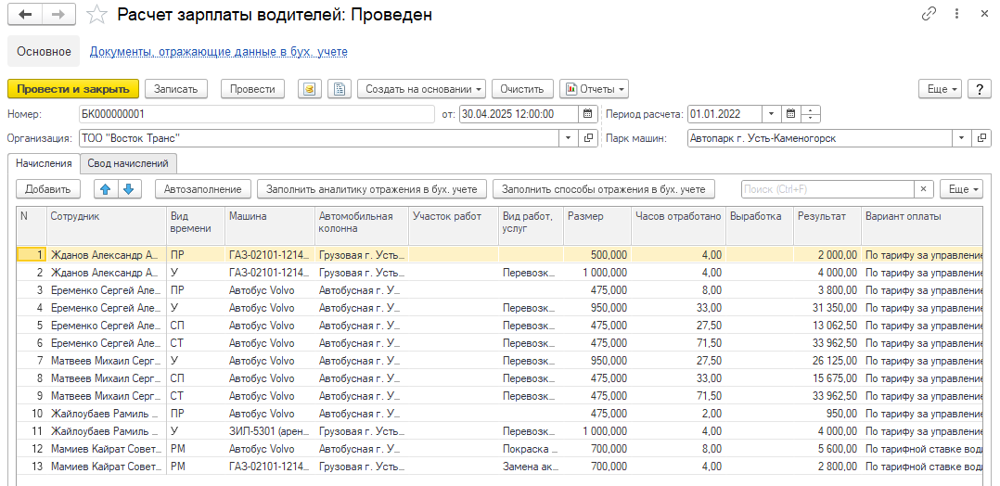 Расчет зарплаты водителей: Проведен
Основное Документы, отражающие данные в бух. учете
Провести и закрыть Записать Провести Создать на основании Очистить Отчеты Еще ?
Номер: БК000000001 от: 30.04.2025 12:00:00 Период расчета: 01.01.2022
Организация: ТОО "Восток Транс" Парк машин: Автопарк г. Усть-Каменогорск
Начисления Свод начислений
Добавить Автозаполнение Заполнить аналитику отражения в бух. учете Заполнить способы отражения в бух. учете Поиск (Ctrl+F) × Еще
N Сотрудник Вид времени Машина Автомобильная колонна Участок работ Вид работ, услуг Размер Часов отработано Выработка Результат Вариант оплаты
1 Жданов Александр А... ПР ГАЗ-02101-1214... Грузовая г. Усть... 500,000 4,00 2 000,00 По тарифу за управление
2 Жданов Александр А... У ГАЗ-02101-1214... Грузовая г. Усть... Перевозк... 1 000,000 4,00 4 000,00 По тарифу за управление
3 Еременко Сергей Але... ПР Автобус Volvo Автобусная г. У... 475,000 8,00 3 800,00 По тарифу за управление
4 Еременко Сергей Але... У Автобус Volvo Автобусная г. У... Перевозк... 950,000 33,00 31 350,00 По тарифу за управление
5 Еременко Сергей Але... СП Автобус Volvo Автобусная г. У... Перевозк... 475,000 27,50 13 062,50 По тарифу за управление
6 Еременко Сергей Але... СТ Автобус Volvo Автобусная г. У... Перевозк... 475,000 71,50 33 962,50 По тарифу за управление
7 Матвеев Михаил Серг... У Автобус Volvo Автобусная г. У... Перевозк... 950,000 27,50 26 125,00 По тарифу за управление
8 Матвеев Михаил Серг... СП Автобус Volvo Автобусная г. У... Перевозк... 475,000 33,00 15 675,00 По тарифу за управление
9 Матвеев Михаил Серг... СТ Автобус Volvo Автобусная г. У... Перевозк... 475,000 71,50 33 962,50 По тарифу за управление
10 Жайлоубаев Рамиль ... ПР Автобус Volvo Автобусная г. У... 475,000 2,00 950,00 По тарифу за управление
11 Жайлоубаев Рамиль ... У ЗИЛ-5301 (арен... Грузовая г. Усть... Перевозк... 1 000,000 4,00 4 000,00 По тарифу за управление
12 Мамиев Кайрат Совет... РМ Автобус Volvo Автобусная г. У... Покраска ... 700,000 8,00 5 600,00 По тарифной ставке вод
13 Мамиев Кайрат Совет... РМ ГАЗ-02101-1214... Грузовая г. Усть... Замена ак... 700,000 4,00 2 800,00 По тарифной ставке вод